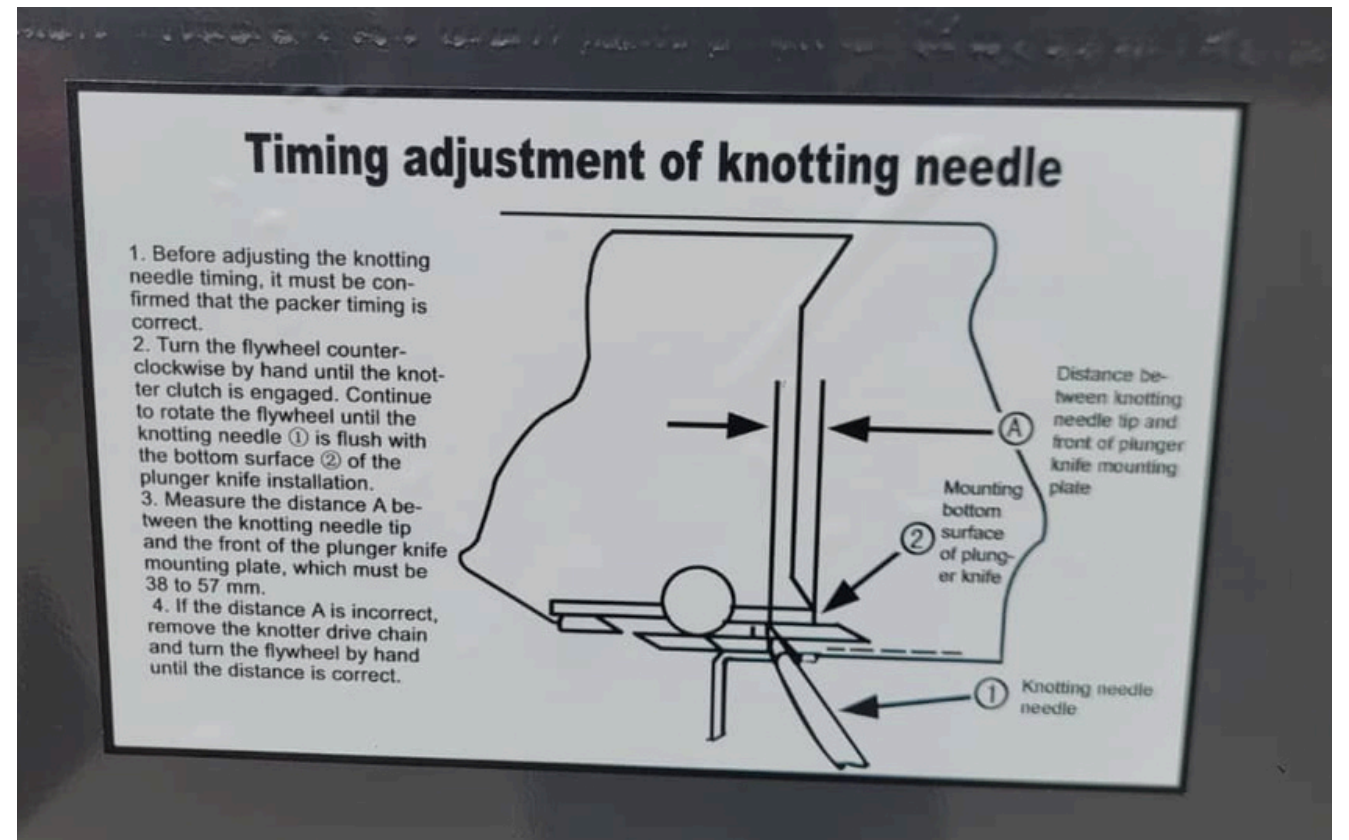 Timing adjustment of knotting needle
1. Before adjusting the knotting
needle timing, it must be con-
firmed that the packer timing is
correct.
2. Turn the flywheel counter-
clockwise by hand until the knot-
ter clutch is engaged. Continue
to rotate the flywheel until the
knotting needle ① is flush with
the bottom surface ② of the
plunger knife installation.
3. Measure the distance A be-
tween the knotting needle tip
and the front of the plunger knife
mounting plate, which must be
38 to 57 mm.
4. If the distance A is incorrect,
remove the knotter drive chain
and turn the flywheel by hand
until the distance is correct.
Ⓐ
Distance be-
tween knotting
needle tip and
front of plunger
knife mounting
plate
②
Mounting
bottom
surface
of plung-
er knife
①
Knotting needle
needle